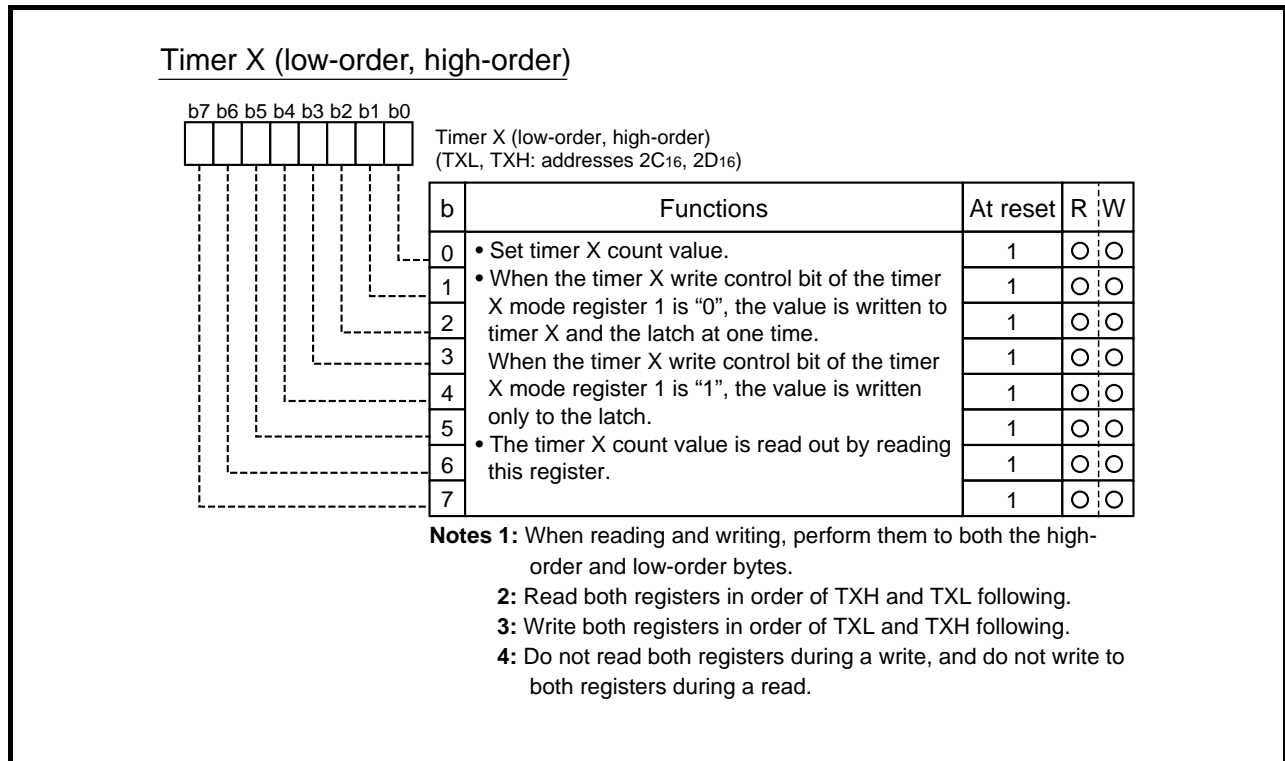 Timer X (low-order, high-order)
b7 b6 b5 b4 b3 b2 b1 b0
Timer X (low-order, high-order)
(TXL, TXH: addresses 2C16, 2D16)
b Functions At reset R W
0 • Set timer X count value. 1 O O
1 • When the timer X write control bit of the timer 1 O O
X mode register 1 is “0”, the value is written to
2 timer X and the latch at one time. 1 O O
3 When the timer X write control bit of the timer 1 O O
4 X mode register 1 is “1”, the value is written 1 O O
only to the latch.
5 • The timer X count value is read out by reading 1 O O
6 this register. 1 O O
7 1 O O
Notes 1: When reading and writing, perform them to both the high-
order and low-order bytes.
2: Read both registers in order of TXH and TXL following.
3: Write both registers in order of TXL and TXH following.
4: Do not read both registers during a write, and do not write to
both registers during a read.